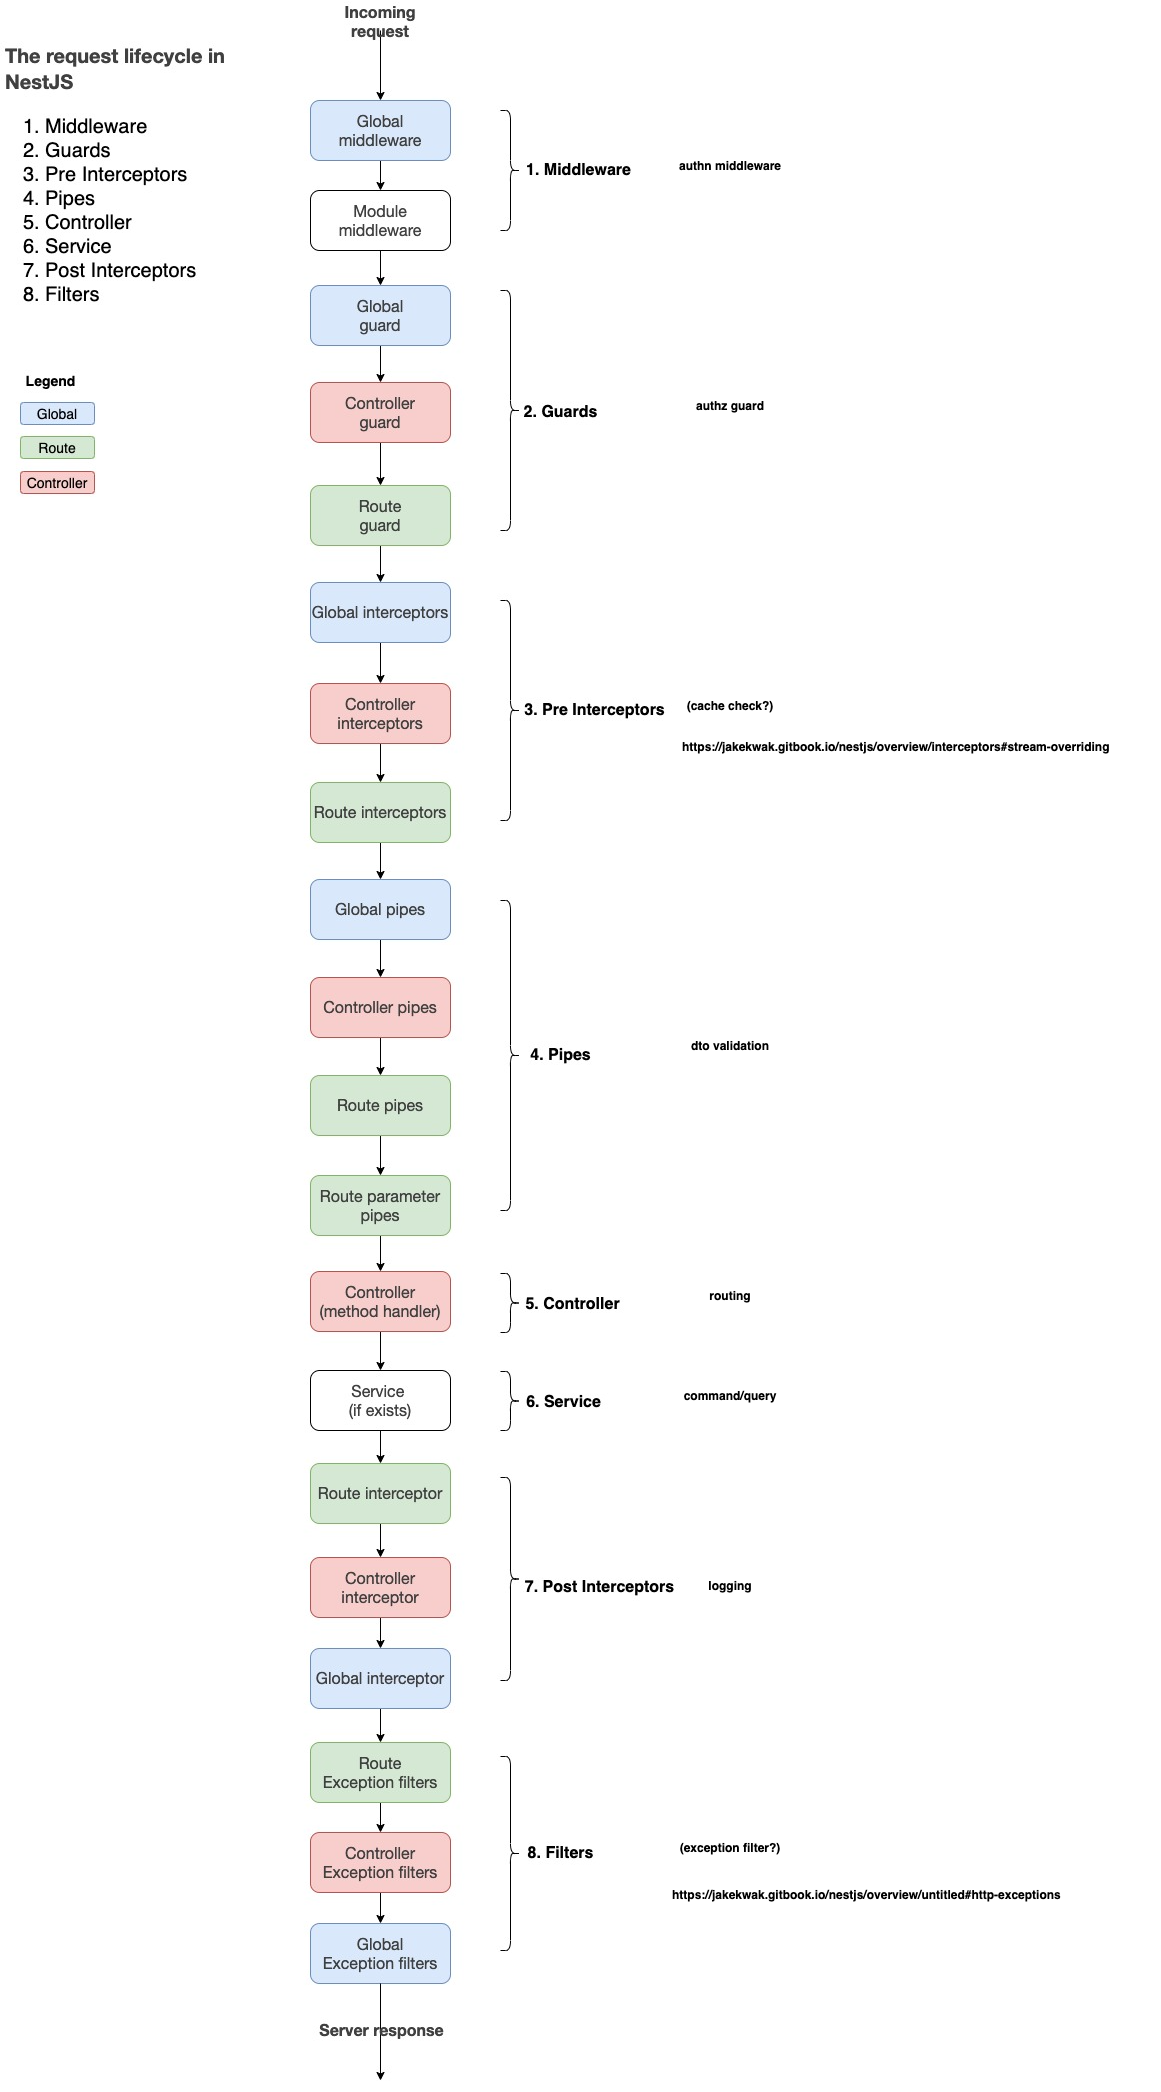 Incoming
request
The request lifecycle in
NestJS
1. Middleware
2. Guards
3. Pre Interceptors
4. Pipes
5. Controller
6. Service
7. Post Interceptors
8. Filters
Legend
Global
Route
Controller
Global
middleware
Module
middleware
1. Middleware
authn middleware
Global
guard
Controller
guard
Route
guard
2. Guards
authz guard
Global interceptors
Controller
interceptors
Route interceptors
3. Pre Interceptors
(cache check?)
https://jakekwak.gitbook.io/nestjs/overview/interceptors#stream-overriding
Global pipes
Controller pipes
Route pipes
Route parameter
pipes
4. Pipes
dto validation
Controller
(method handler)
5. Controller
routing
Service
(if exists)
6. Service
command/query
Route interceptor
Controller
interceptor
Global interceptor
7. Post Interceptors
logging
Route
Exception filters
Controller
Exception filters
Global
Exception filters
8. Filters
(exception filter?)
https://jakekwak.gitbook.io/nestjs/overview/untitled#http-exceptions
Server response